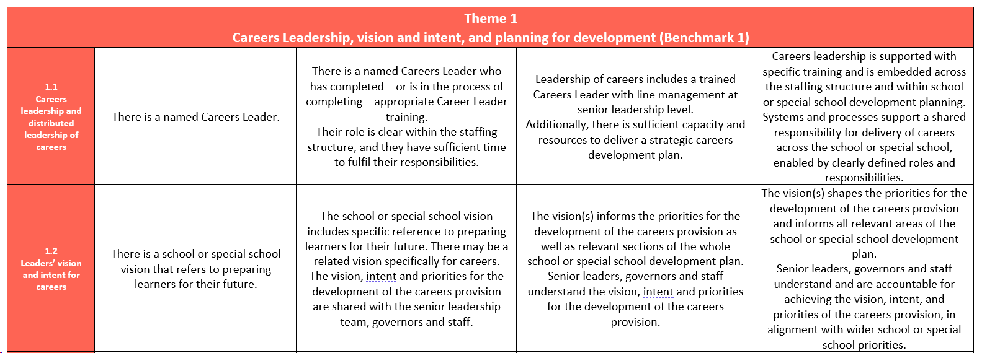 Theme 1
Careers Leadership, vision and intent, and planning for development (Benchmark 1)
1.1
Careers
leadership and
distributed
leadership of
careers
There is a named Careers Leader.
There is a named Careers Leader who
has completed – or is in the process of
completing – appropriate Career Leader
training.
Their role is clear within the staffing
structure, and they have sufficient time
to fulfil their responsibilities.
Leadership of careers includes a trained
Careers Leader with line management at
senior leadership level.
Additionally, there is sufficient capacity and
resources to deliver a strategic careers
development plan.
Careers leadership is supported with
specific training and is embedded across
the staffing structure and within school
or special school development planning.
Systems and processes support a shared
responsibility for delivery of careers
across the school or special school,
enabled by clearly defined roles and
responsibilities.
1.2
Leaders’ vision
and intent for
careers
There is a school or special school
vision that refers to preparing
learners for their future.
The school or special school vision
includes specific reference to preparing
learners for their future. There may be a
related vision specifically for careers.
The vision, intent and priorities for the
development of the careers provision
are shared with the senior leadership
team, governors and staff.
The vision(s) informs the priorities for the
development of the careers provision as
well as relevant sections of the whole
school or special school development plan.
Senior leaders, governors and staff
understand the vision, intent and priorities
for the development of the careers
provision.
The vision(s) shapes the priorities for the
development of the careers provision
and informs all relevant areas of the
school or special school development
plan.
Senior leaders, governors and staff
understand and are accountable for
achieving the vision, intent, and
priorities of the careers provision, in
alignment with wider school or special
school priorities.